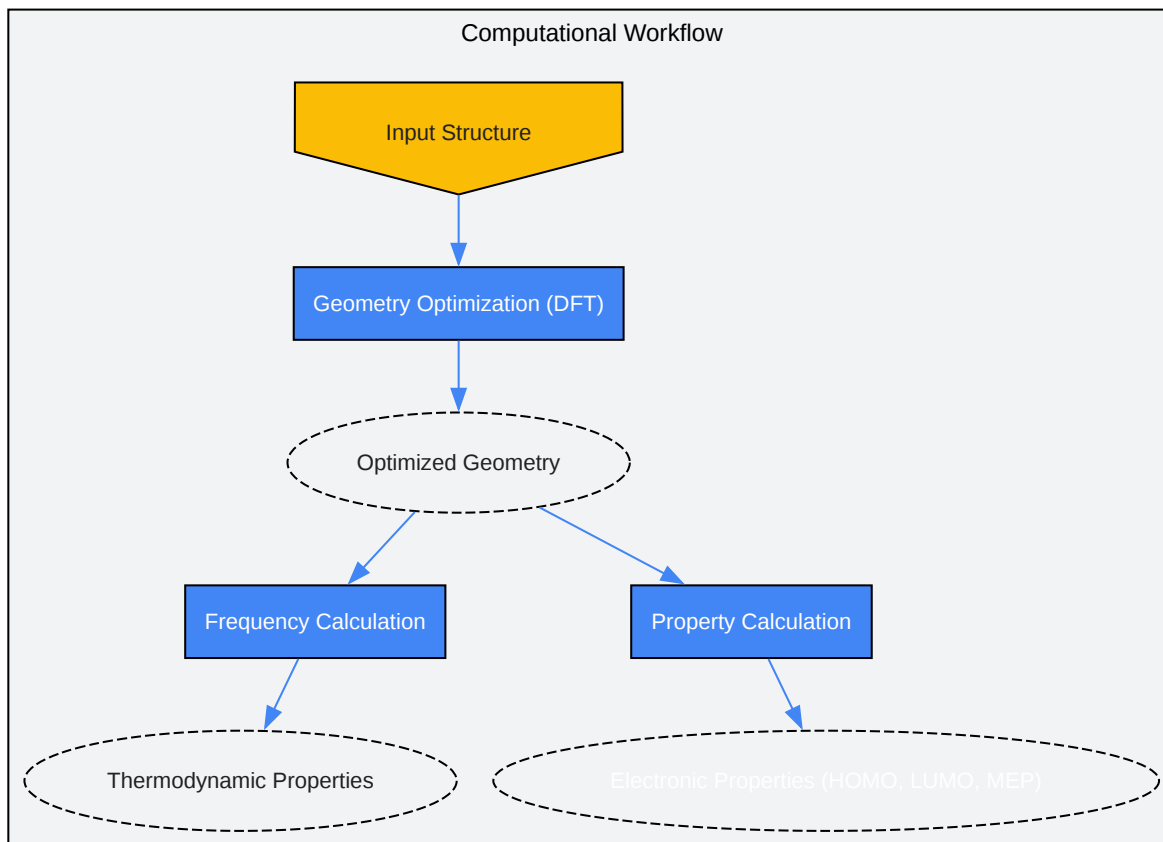 Computational Workflow
Input Structure
Geometry Optimization (DFT)
Optimized Geometry
Frequency Calculation
Property Calculation
Thermodynamic Properties
Electronic Properties (HOMO, LUMO, MEP)